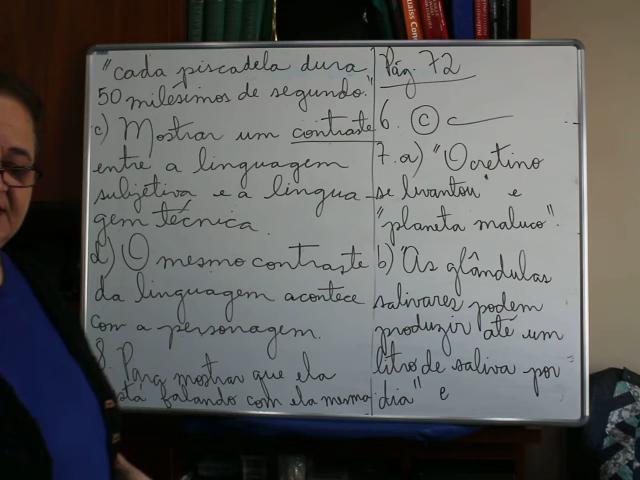 Pág. 72
6. c
7. a) "O cretino
se levantou" e
"planeta maluco".
b) "As glândulas
salivares podem
produzir até um
litro de saliva por
dia" e
"cada piscadela dura
50 milésimos de segundo."
c) Mostrar um contraste
entre a linguagem
subjetiva e a lingua-
gem técnica.
d) O mesmo contraste
da linguagem acontece
com a personagem.
8. Para mostrar que ela
está falando com ela mesmo